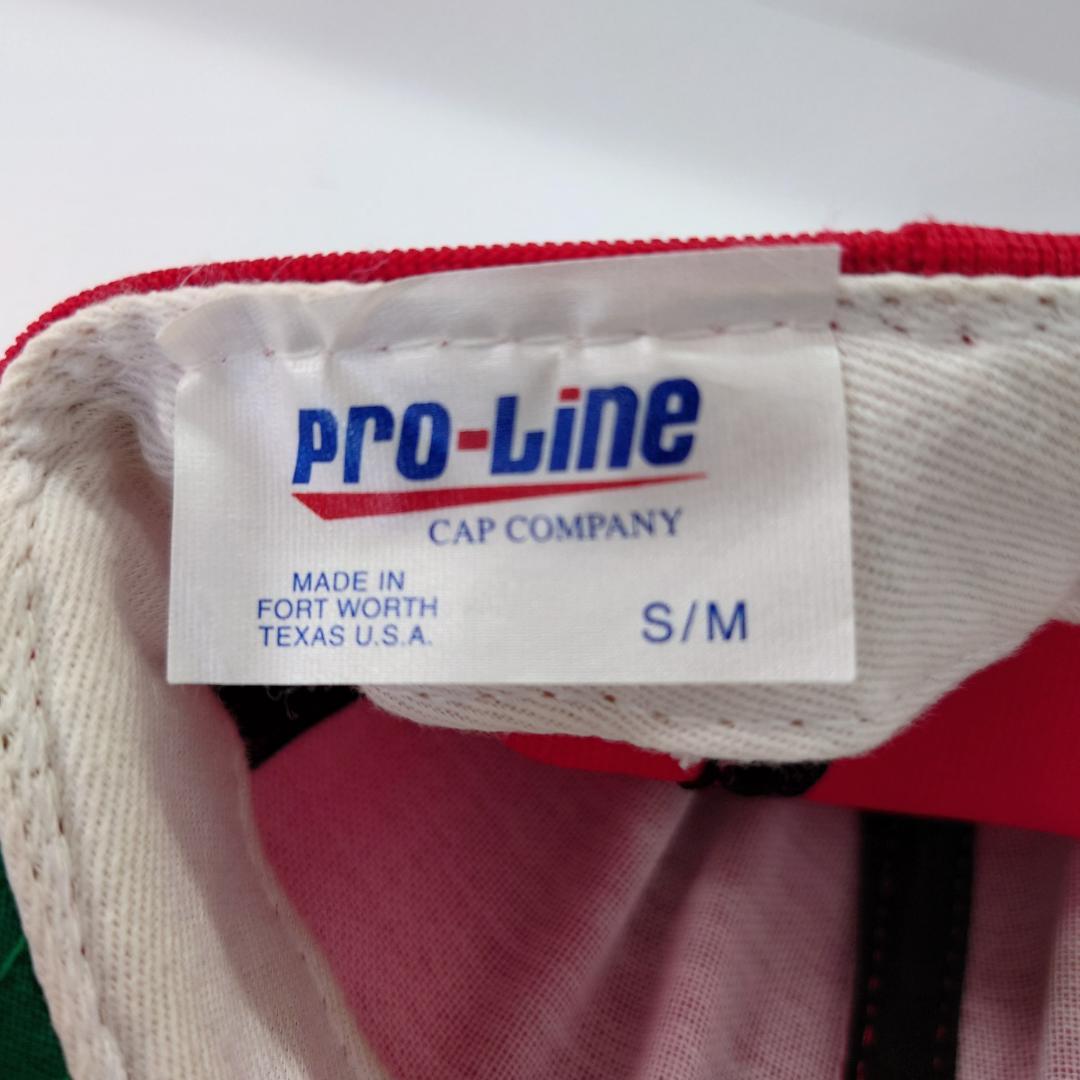 Pro-Line
CAP COMPANY
MADE IN
FORT WORTH
TEXAS U.S.A.
S/M